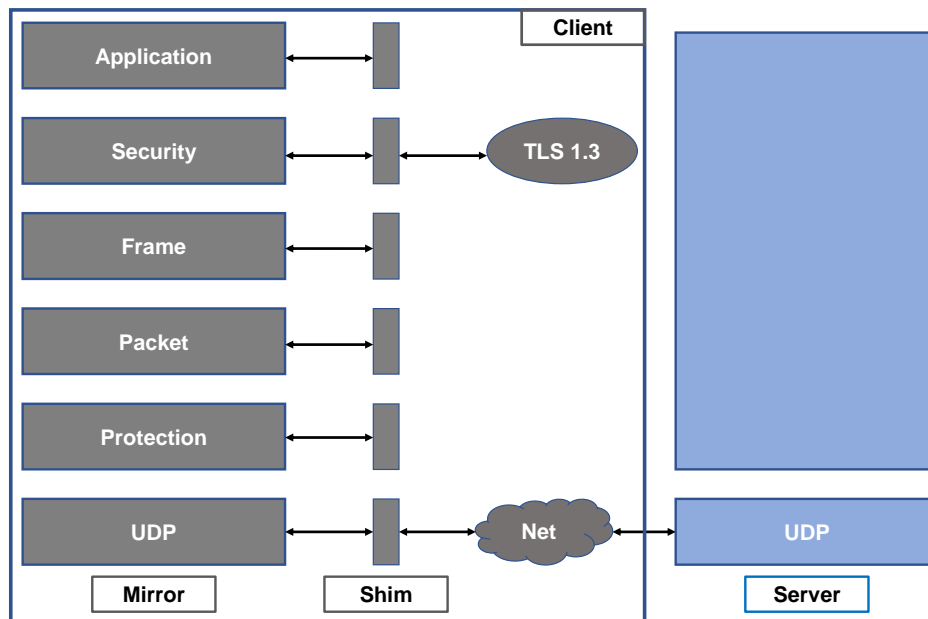 Client
Application
Security
TLS 1.3
Frame
Packet
Protection
UDP
Net
UDP
Mirror
Shim
Server